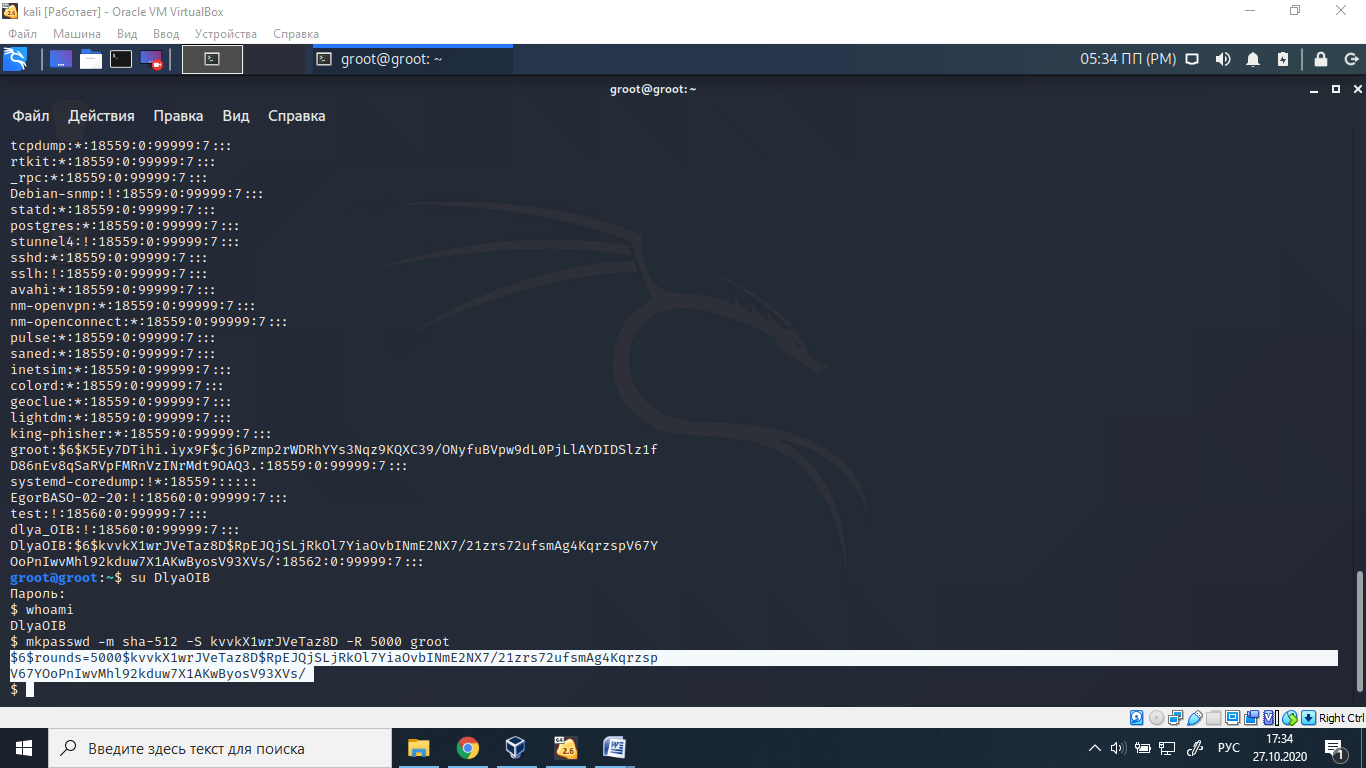 kali [Работает] - Oracle VM VirtualBox
Файл Машина Вид Ввод Устройства Справка
groot@groot: ~
05:34 ПП (PM)
groot@groot: ~
Файл Действия Правка Вид Справка
tcpdump:*:18559:0:99999:7:::
rtkit:*:18559:0:99999:7:::
_rpc:*:18559:0:99999:7:::
Debian-snmp:!:18559:0:99999:7:::
statd:*:18559:0:99999:7:::
postgres:*:18559:0:99999:7:::
stunnel4:!:18559:0:99999:7:::
sshd:*:18559:0:99999:7:::
sslh:!:18559:0:99999:7:::
avahi:*:18559:0:99999:7:::
nm-openvpn:*:18559:0:99999:7:::
nm-openconnect:*:18559:0:99999:7:::
pulse:*:18559:0:99999:7:::
saned:*:18559:0:99999:7:::
inetsim:*:18559:0:99999:7:::
colord:*:18559:0:99999:7:::
geoclue:*:18559:0:99999:7:::
lightdm:*:18559:0:99999:7:::
king-phisher:*:18559:0:99999:7:::
groot:$6$K5Ey7DTihi.iyx9F$cj6Pzmp2rWDRhYYs3Nqz9KQXC39/ONyfuBVpw9dL0PjLlAYDIDSlz1f
D86nEv8qSaRVpFMRnVzINrMdt9OAQ3.:18559:0:99999:7:::
systemd-coredump:!*:18559::::::
EgorBASO-02-20:!:18560:0:99999:7:::
test:!:18560:0:99999:7:::
dlya_OIB:!:18560:0:99999:7:::
DlyaOIB:$6$kvvkX1wrJVeTaz8D$RpEJQjSLjRkOl7YiaOvbINmE2NX7/21zrs72ufsmAg4KqrzspV67Y
OoPnIwvMhl92kduw7X1AKwByosV93XVs/:18562:0:99999:7:::
groot@groot:~$ su DlyaOIB
Пароль:
$ whoami
DlyaOIB
$ mkpasswd -m sha-512 -S kvvkX1wrJVeTaz8D -R 5000 groot
$6$rounds=5000$kvvkX1wrJVeTaz8D$RpEJQjSLjRkOl7YiaOvbINmE2NX7/21zrs72ufsmAg4Kqrzsp
V67YOoPnIwvMhl92kduw7X1AKwByosV93XVs/
$
Right Ctrl
Введите здесь текст для поиска
64
2.6
РУС
17:34
27.10.2020
1